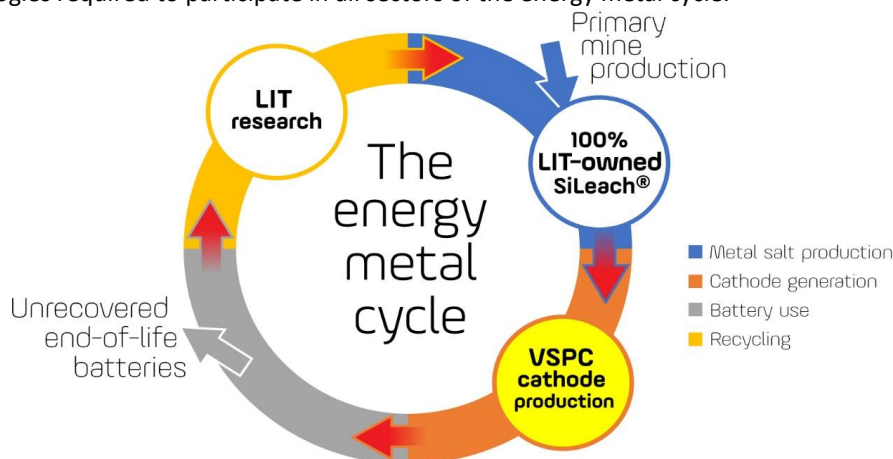 required to participate in all sectors of the energy metal cycle.
Primary
mine
production
LIT
research
100%
LIT-owned
SiLeach®
The
energy
metal
cycle
Metal salt production
Cathode generation
Battery use
Recycling
Unrecovered
end-of-life
batteries
VSPC
cathode
production